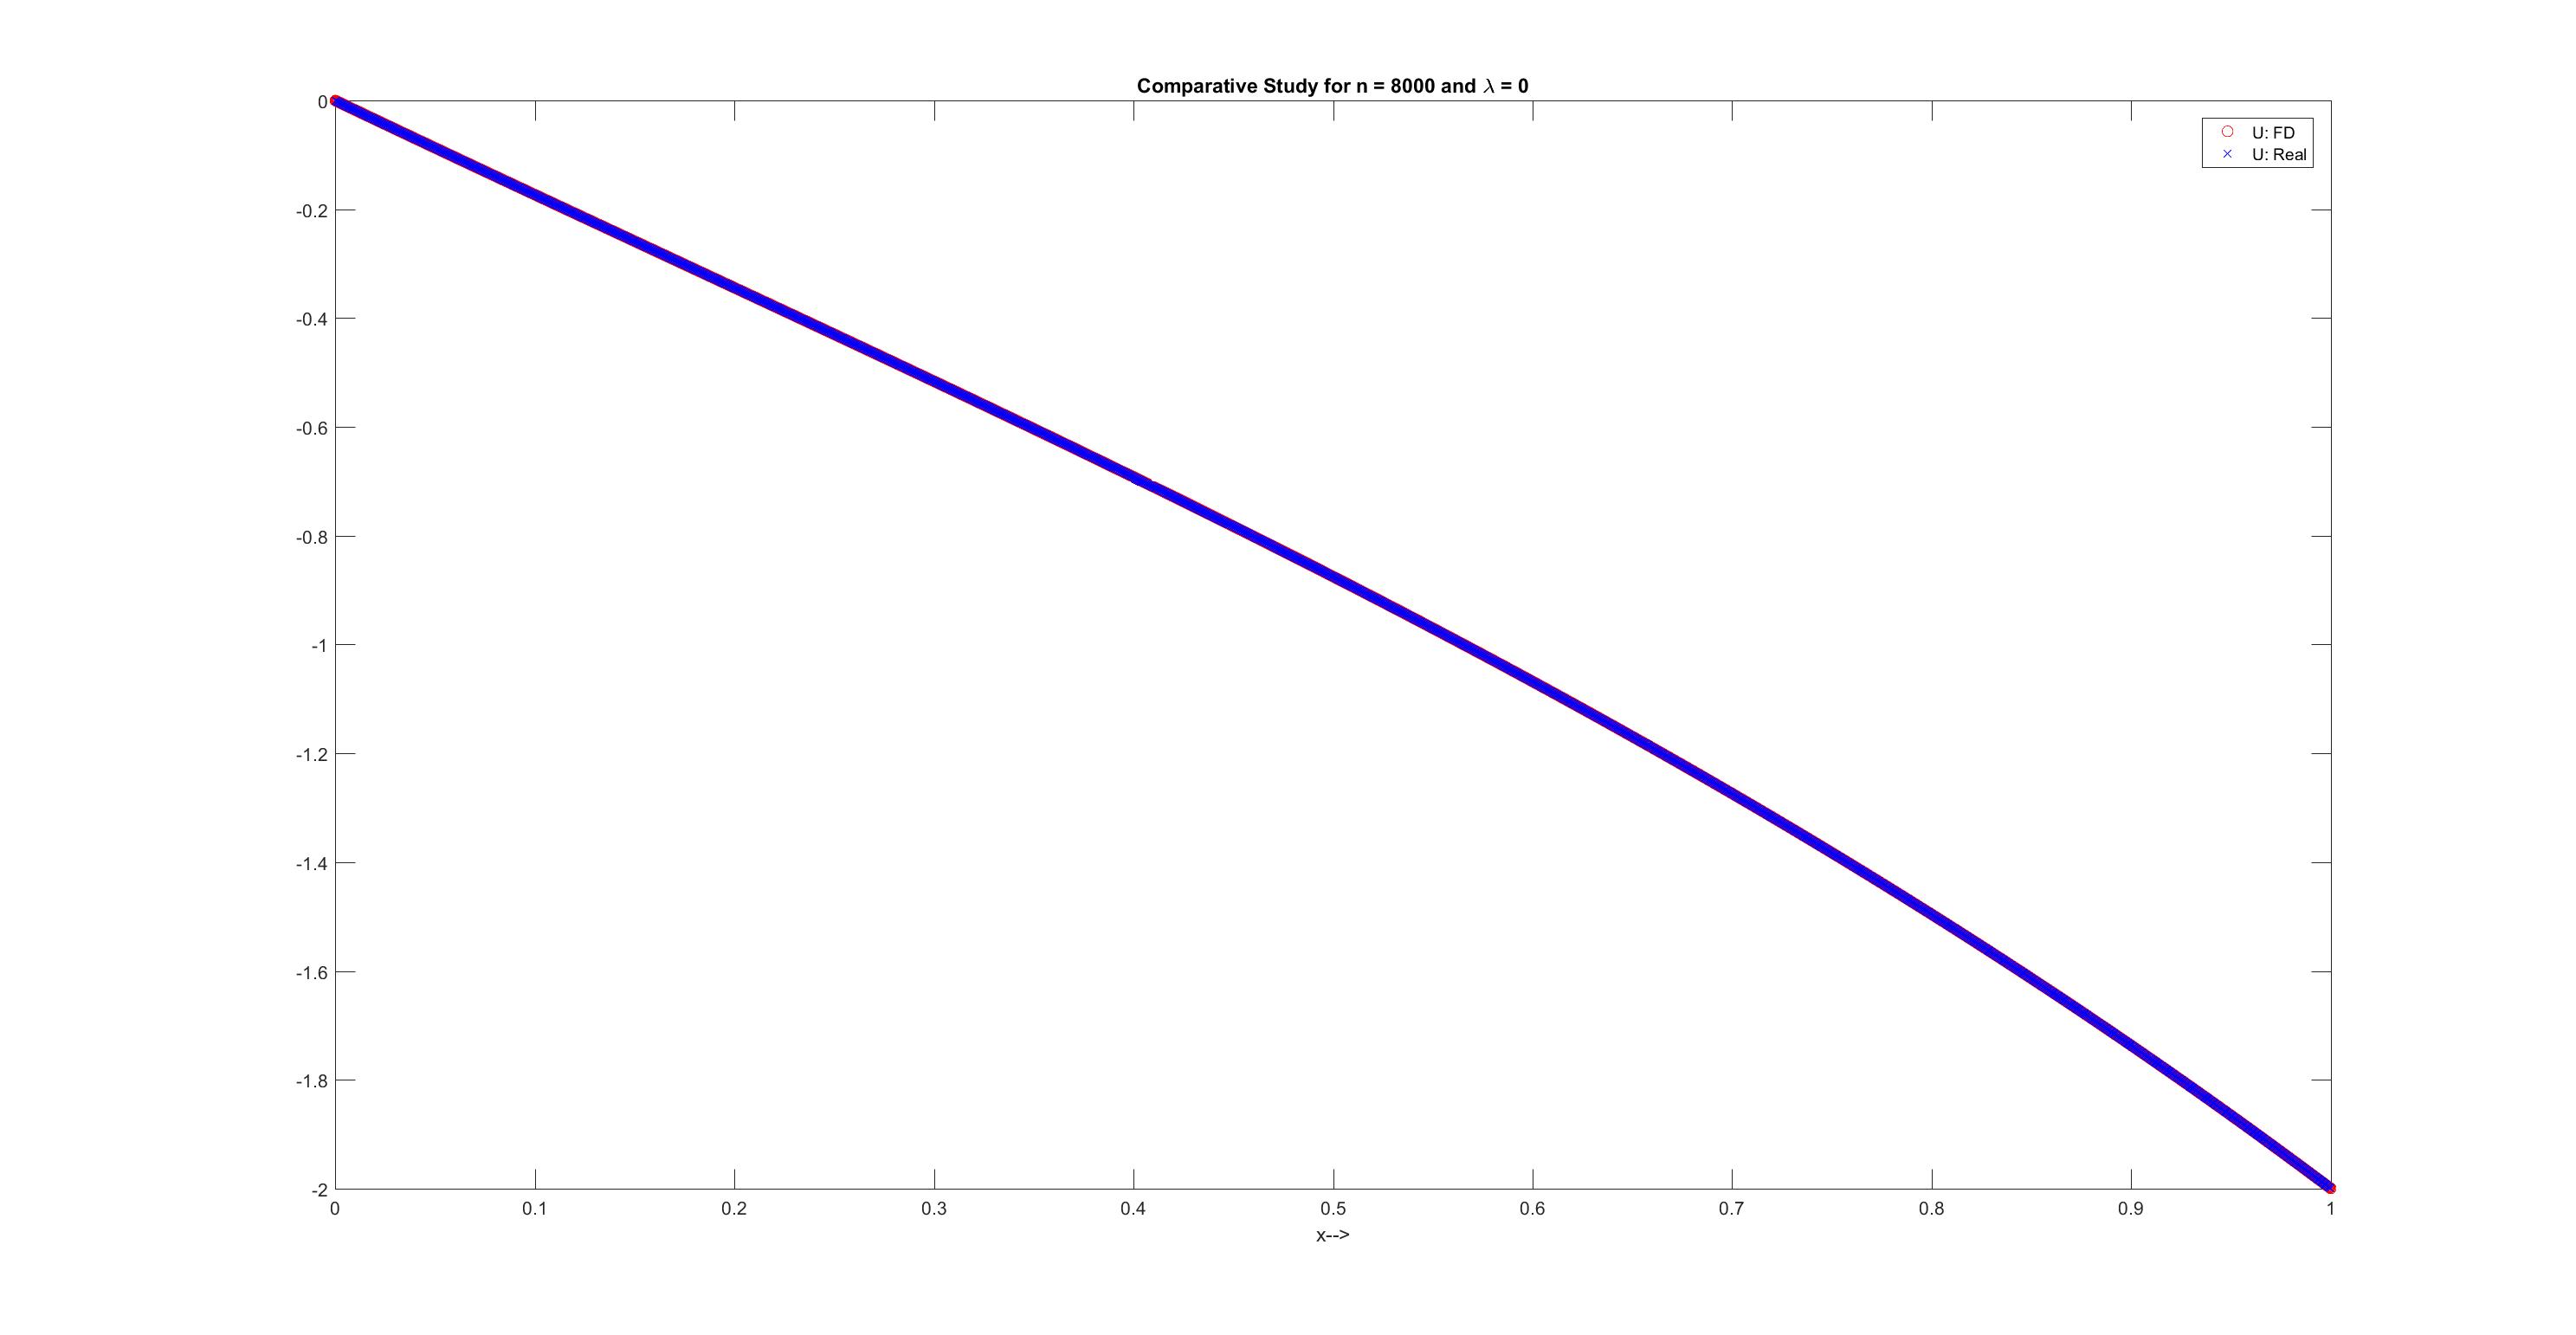 Comparative Study for n = 8000 and λ = 0
U: FD
U: Real
0
-0.2
-0.4
-0.6
-0.8
-1
-1.2
-1.4
-1.6
-1.8
-2
0 0.1 0.2 0.3 0.4 0.5 0.6 0.7 0.8 0.9 1
x-->